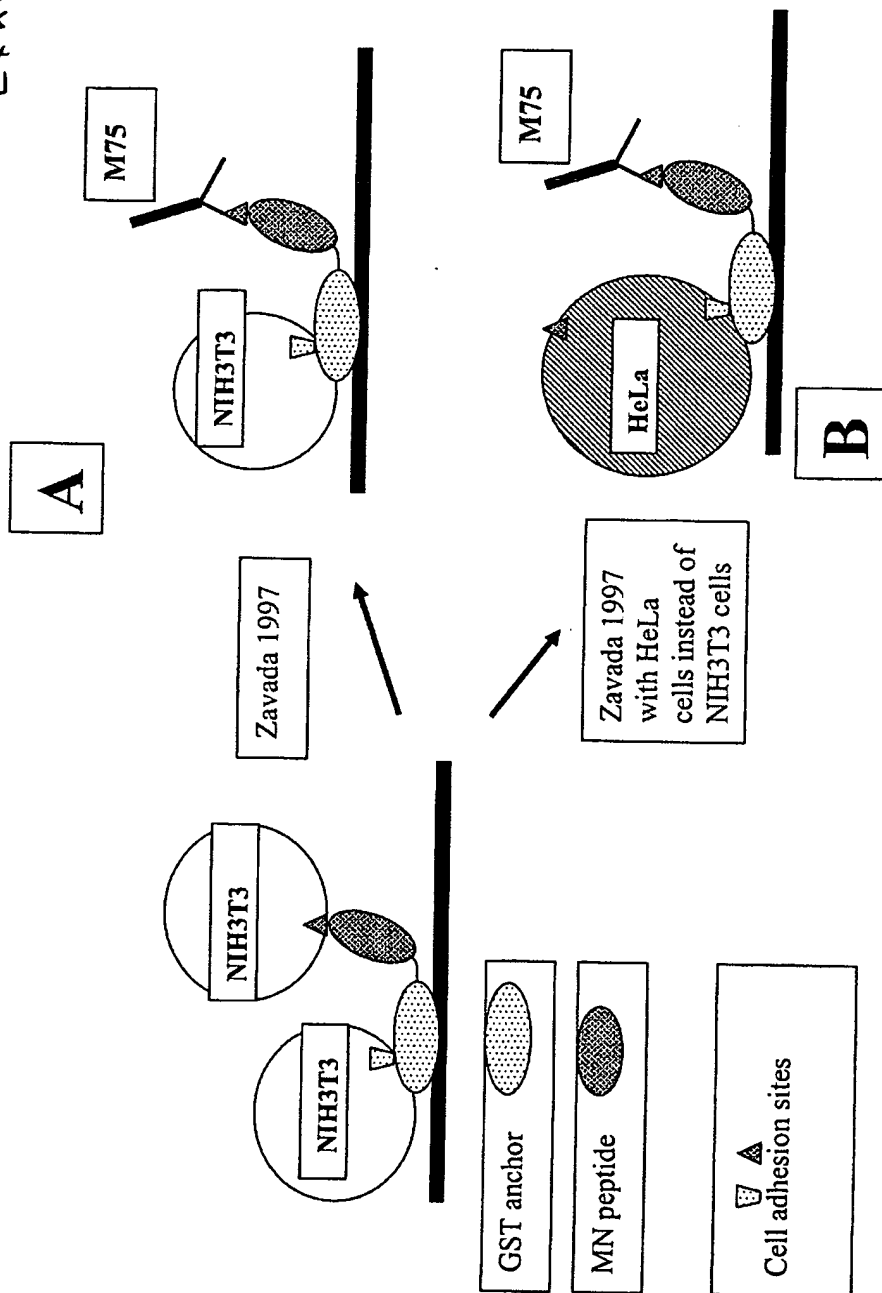 A
Zavada 1997
NIH3T3
M75
NIH3T3
NIH3T3
Zavada 1997
with HeLa
cells instead of
NIH3T3 cells
HeLa
M75
B
GST anchor
MN peptide
Cell adhesion sites